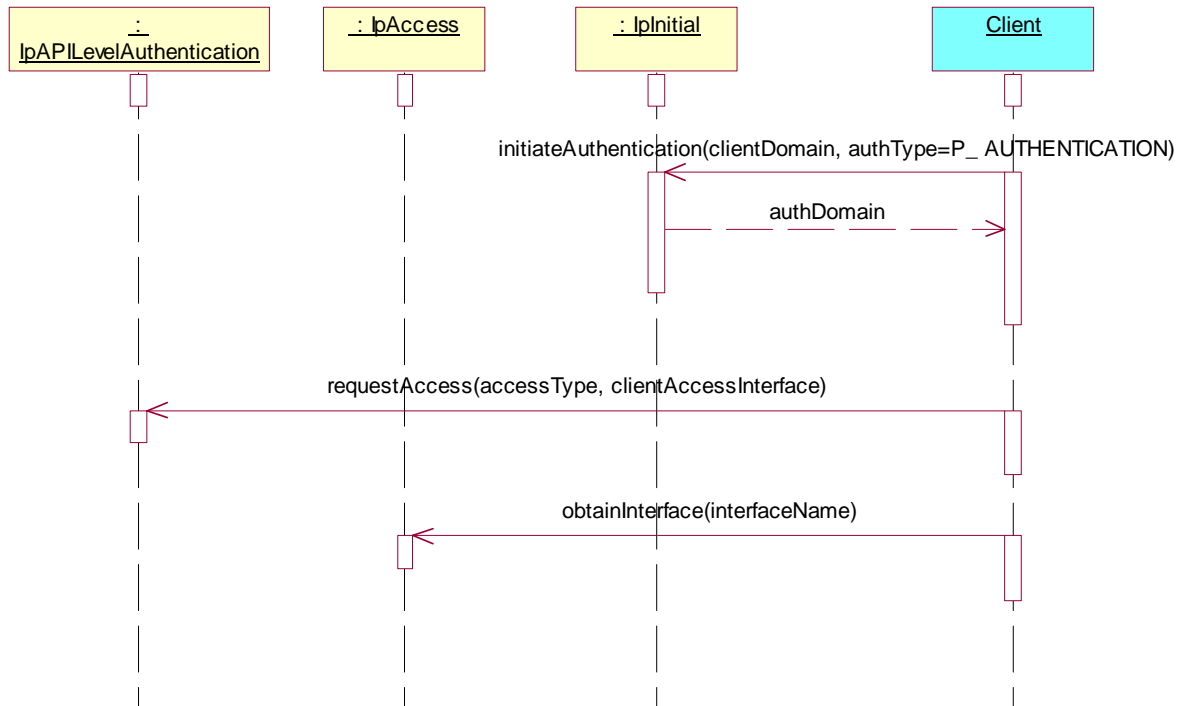 :
IpAPILevelAuthentication
: IpAccess
: IpInitial
Client
initiateAuthentication(clientDomain, authType=P_ AUTHENTICATION)
authDomain
requestAccess(accessType, clientAccessInterface)
obtainInterface(interfaceName)